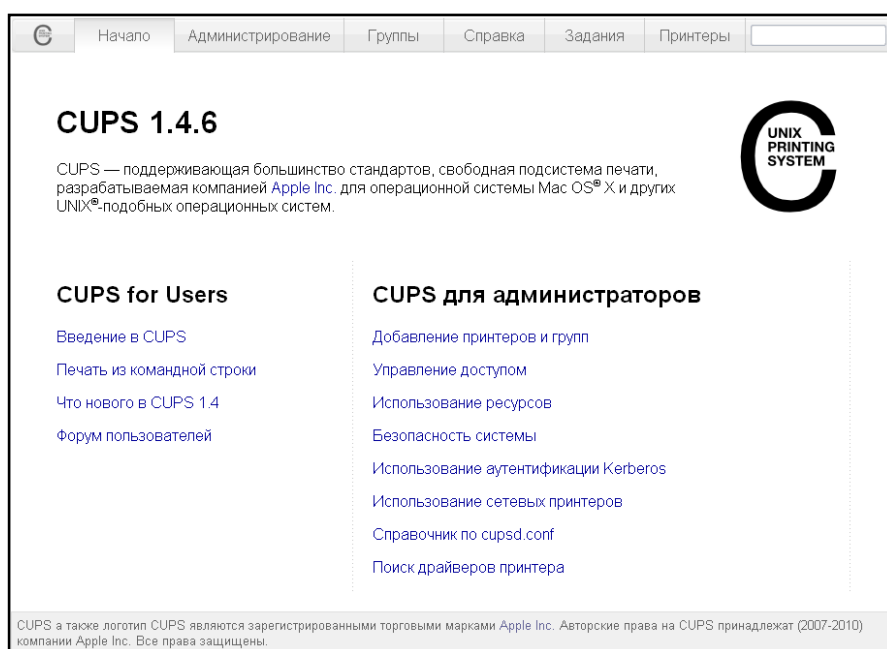 Начало Администрирование Группы Справка Задания Принтеры
CUPS 1.4.6
UNIX
PRINTING
SYSTEM
CUPS — поддерживающая большинство стандартов, свободная подсистема печати,
разрабатываемая компанией Apple Inc. для операционной системы Mac OS® X и других
UNIX®-подобных операционных систем.
CUPS for Users
Введение в CUPS
Печать из командной строки
Что нового в CUPS 1.4
Форум пользователей
CUPS для администраторов
Добавление принтеров и групп
Управление доступом
Использование ресурсов
Безопасность системы
Использование аутентификации Kerberos
Использование сетевых принтеров
Справочник по cupsd.conf
Поиск драйверов принтера
CUPS а также логотип CUPS являются зарегистрированными торговыми марками Apple Inc. Авторские права на CUPS принадлежат (2007-2010)
компании Apple Inc. Все права защищены.